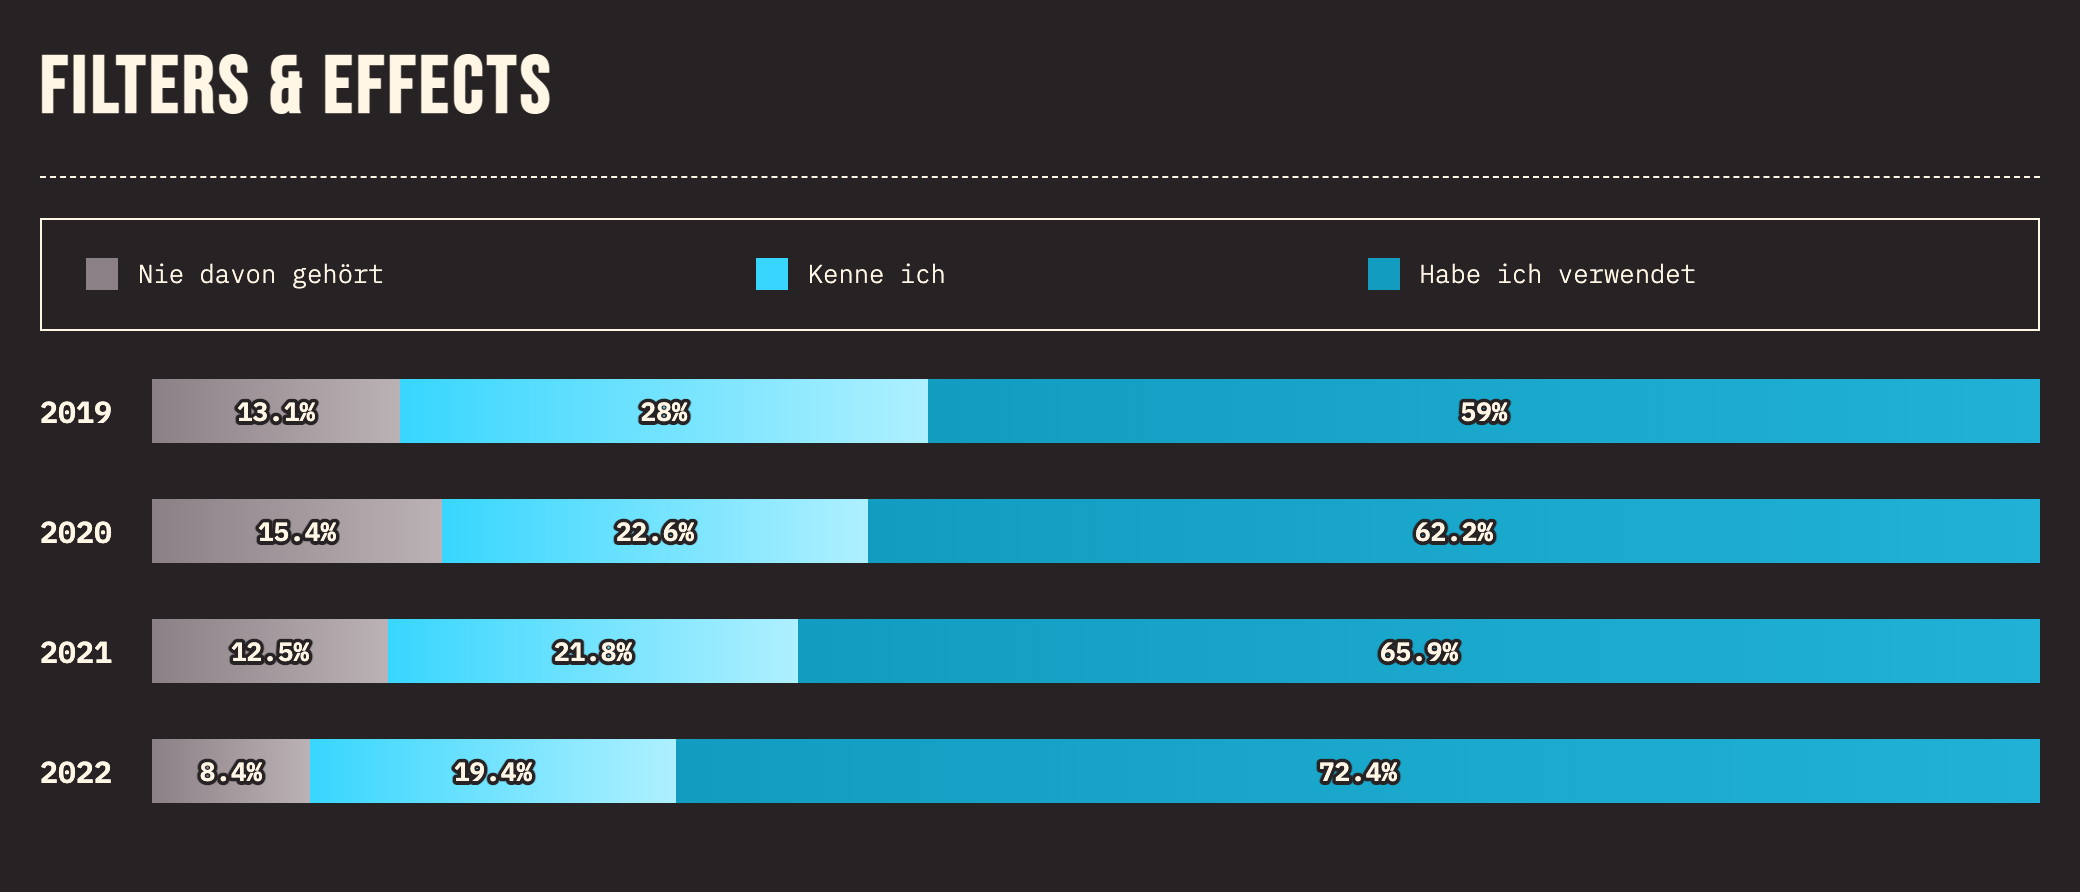 FILTERS & EFFECTS
Nie davon gehört Kenne ich Habe ich verwendet
2019 13.1% 28% 59%
2020 15.4% 22.6% 62.2%
2021 12.5% 21.8% 65.9%
2022 8.4% 19.4% 72.4%